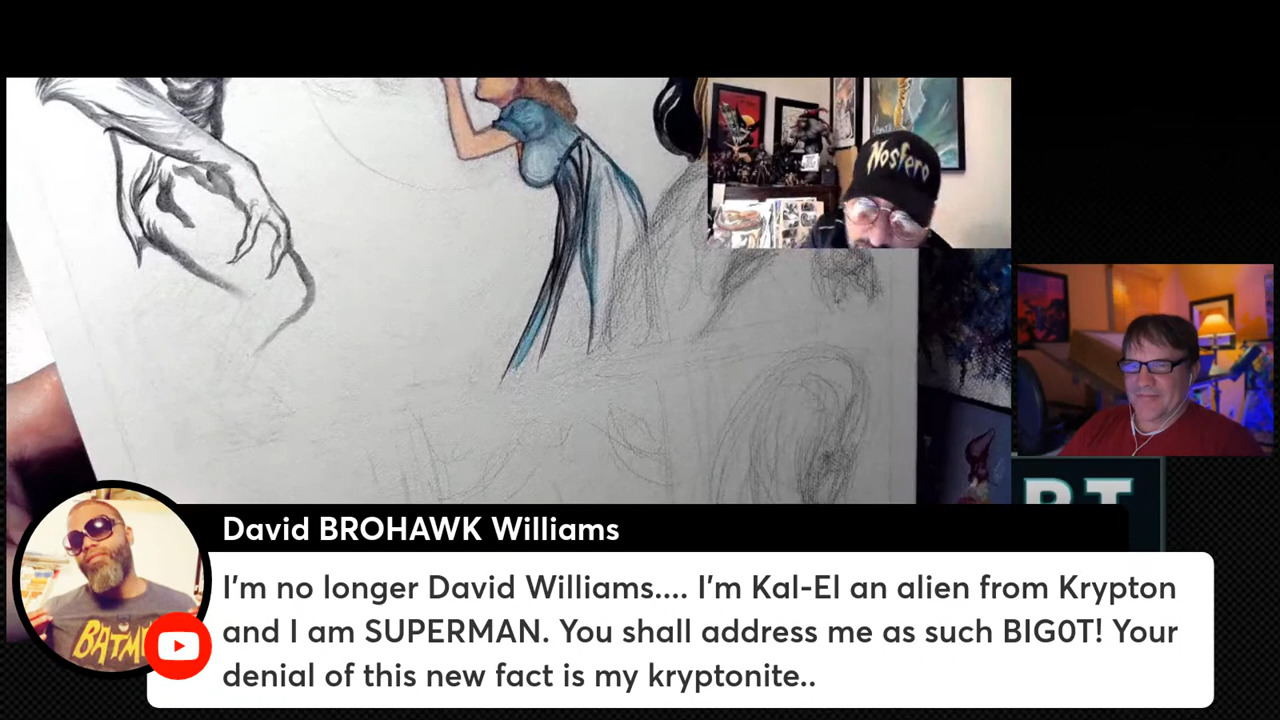 Nosfero
BATM
David BROHAWK Williams
I'm no longer David Williams.... I'm Kal-El an alien from Krypton
and I am SUPERMAN. You shall address me as such BIG0T! Your
denial of this new fact is my kryptonite..